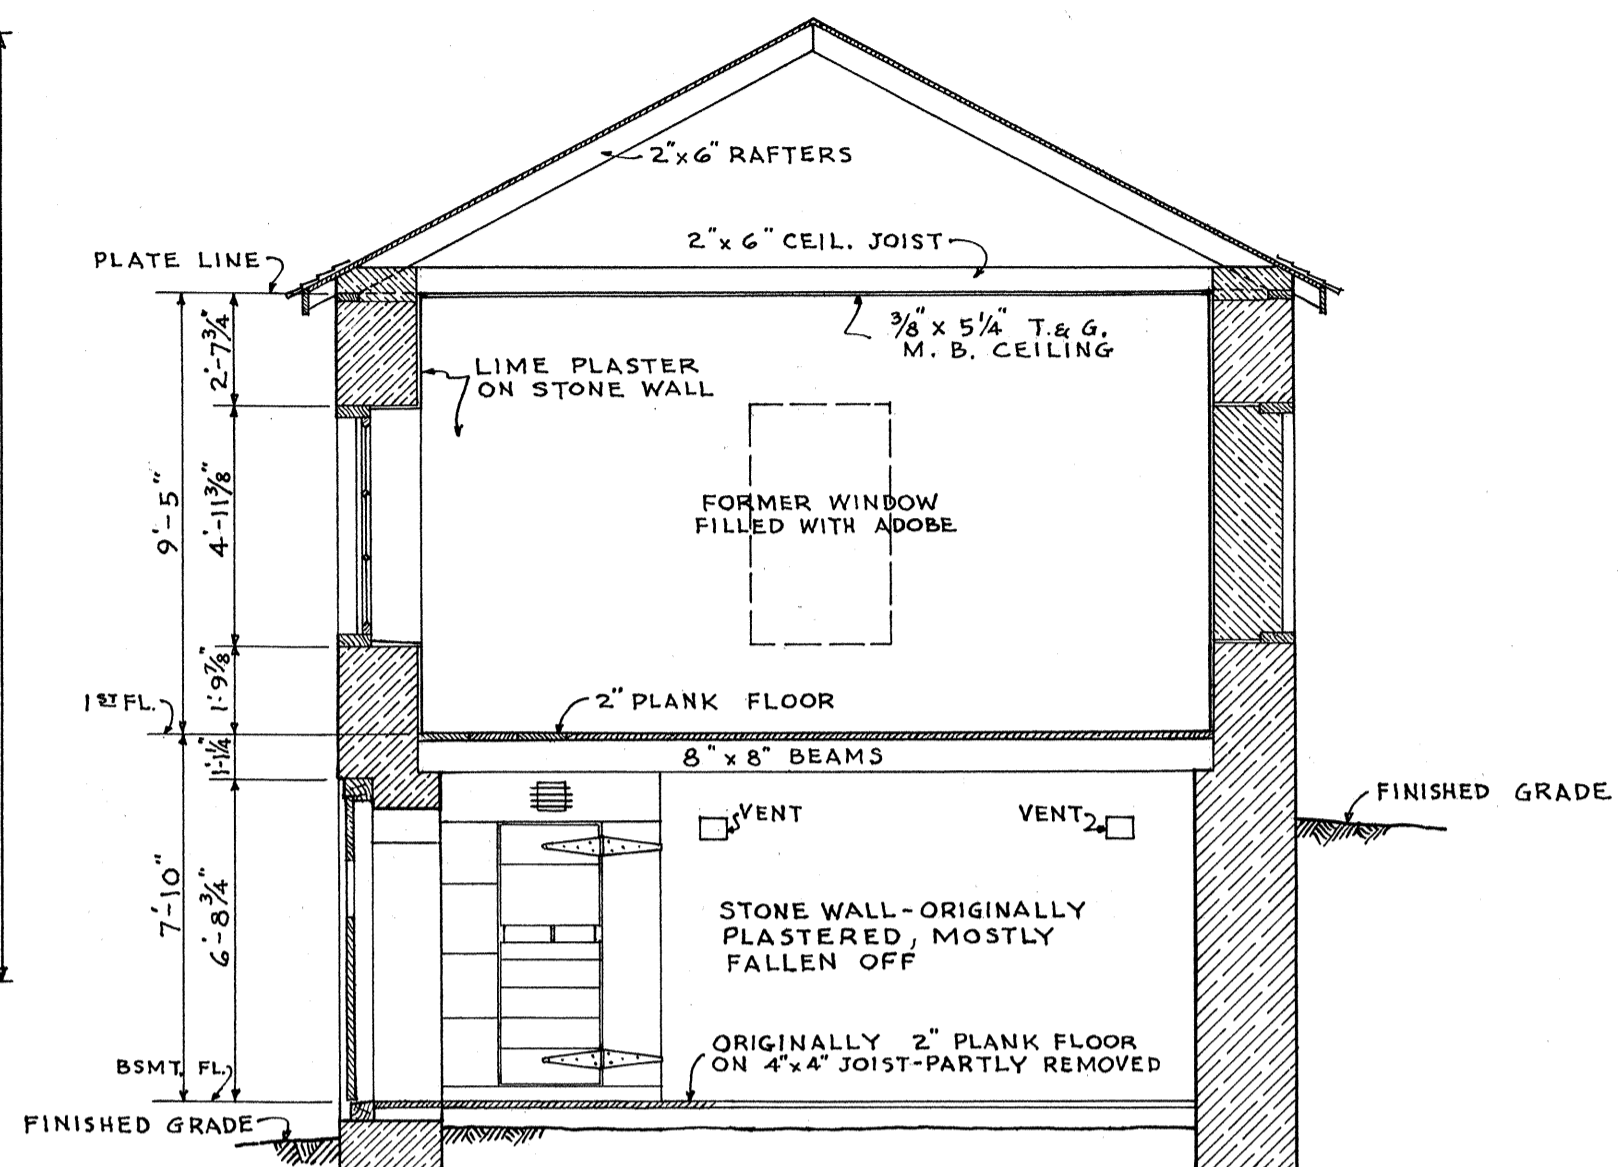 2"x6" RAFTERS
2"x 6" CEIL. JOIST
PLATE LINE
3/8" X 5 1/4" T. & G.
M. B. CEILING
2'-7 3/4"
LIME PLASTER
ON STONE WALL
9'-5"
4'-11 3/8"
FORMER WINDOW
FILLED WITH ADOBE
1'-9 7/8"
1ST FL.
2" PLANK FLOOR
1'-1 1/4"
8" x 8" BEAMS
FINISHED GRADE
VENT
VENT
7'-10"
6'-8 3/4"
STONE WALL-ORIGINALLY
PLASTERED, MOSTLY
FALLEN OFF
ORIGINALLY 2" PLANK FLOOR
ON 4"x4" JOIST-PARTLY REMOVED
BSMT. FL.
FINISHED GRADE